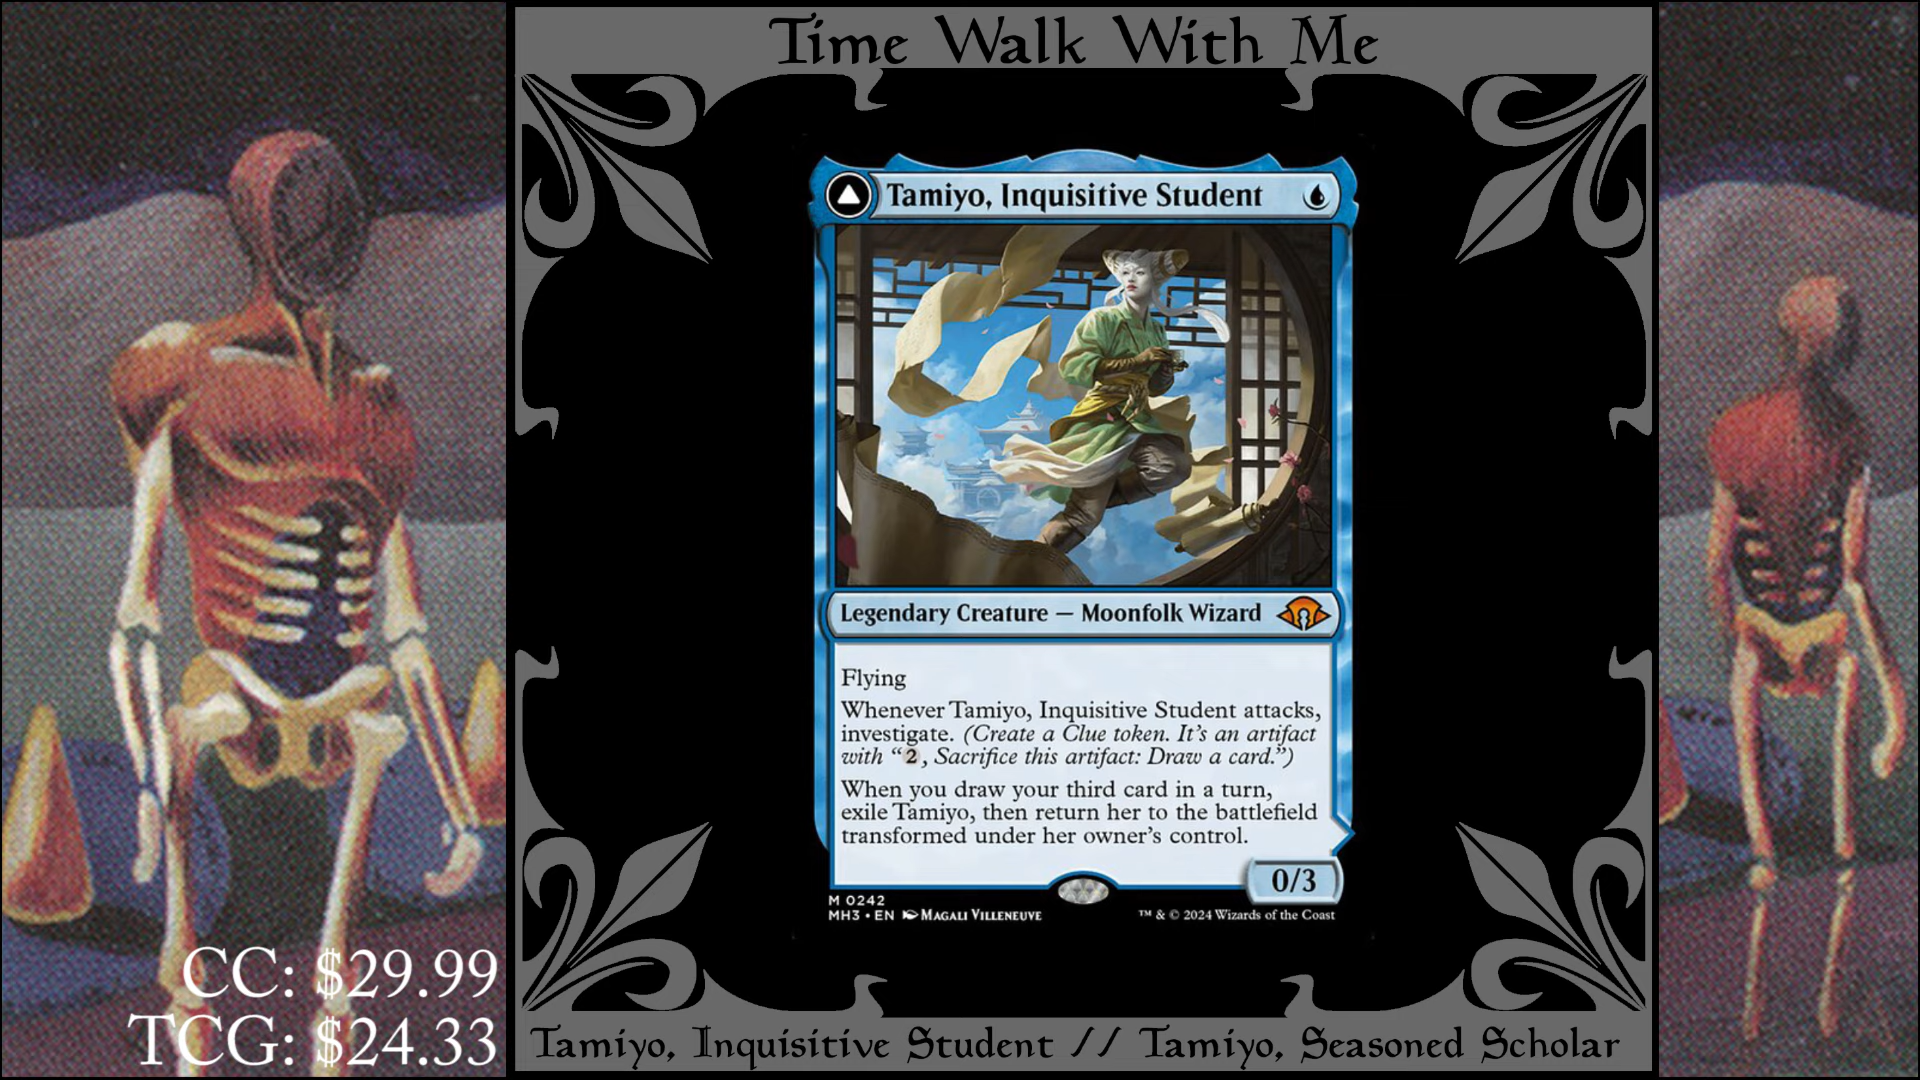 Time Walk With Me
Tamiyo, Inquisitive Student
Legendary Creature — Moonfolk Wizard
Flying
Whenever Tamiyo, Inquisitive Student attacks,
investigate. (Create a Clue token. It's an artifact
with “2, Sacrifice this artifact: Draw a card.”)
When you draw your third card in a turn,
exile Tamiyo, then return her to the battlefield
transformed under her owner's control.
0/3
M 0242
MH3 • EN MAGALI VILLENEUVE
™ & © 2024 Wizards of the Coast
CC: $29.99
TCG: $24.33
Tamiyo, Inquisitive Student // Tamiyo, Seasoned Scholar